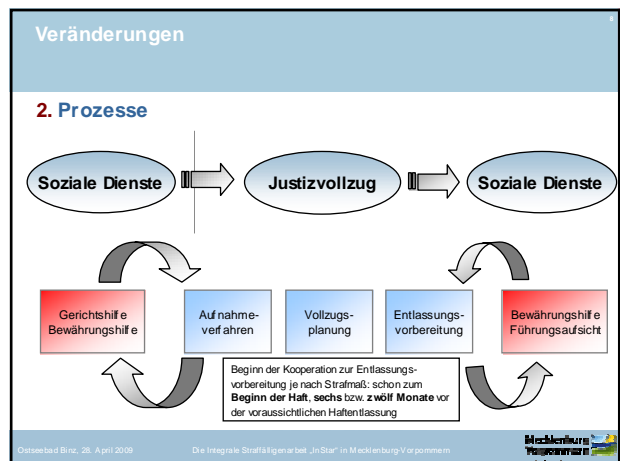 8
Veränderungen
2. Prozesse
Soziale Dienste
Justizvollzug
Soziale Dienste
Gerichtshilfe
Bewährungshilfe
Aufnahme-
verfahren
Vollzugs-
planung
Entlassungs-
vorbereitung
Bewährungshilfe
Führungsaufsicht
Beginn der Kooperation zur Entlassungs-
vorbereitung je nach Strafmaß: schon zum
Beginn der Haft, sechs bzw. zwölf Monate vor
der voraussichtlichen Haftentlassung
Ostseebad Binz, 28. April 2009
Die Integrale Straffälligenarbeit „InStar“ in Mecklenburg-Vorpommern
Mecklenburg
Vorpommern